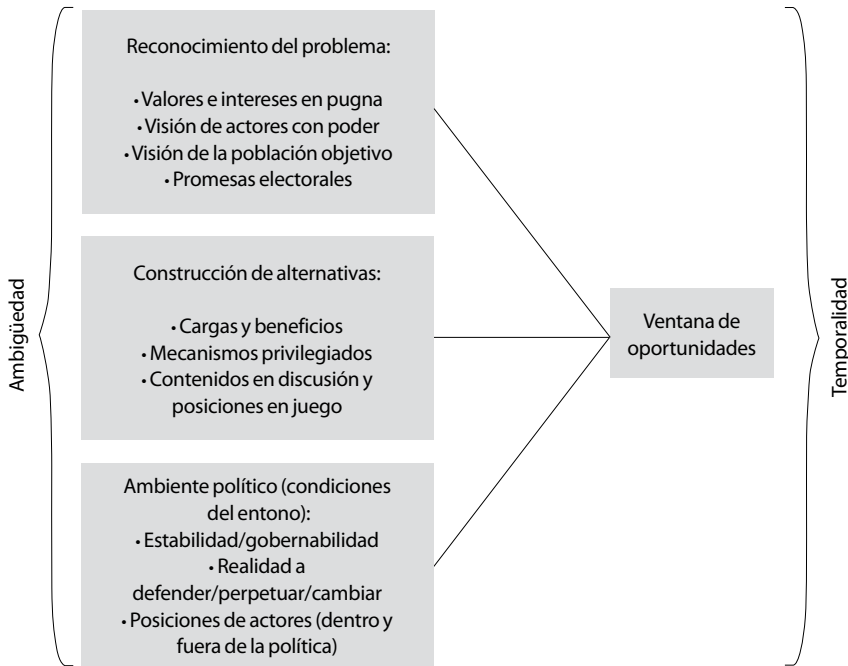 Ambigüedad
Reconocimiento del problema:
• Valores e intereses en pugna
• Visión de actores con poder
• Visión de la población objetivo
• Promesas electorales
Construcción de alternativas:
• Cargas y beneficios
• Mecanismos privilegiados
• Contenidos en discusión y
posiciones en juego
Ambiente político (condiciones
del entono):
• Estabilidad/gobernabilidad
• Realidad a
defender/perpetuar/cambiar
• Posiciones de actores (dentro y
fuera de la política)
Ventana de
oportunidades
Temporalidad